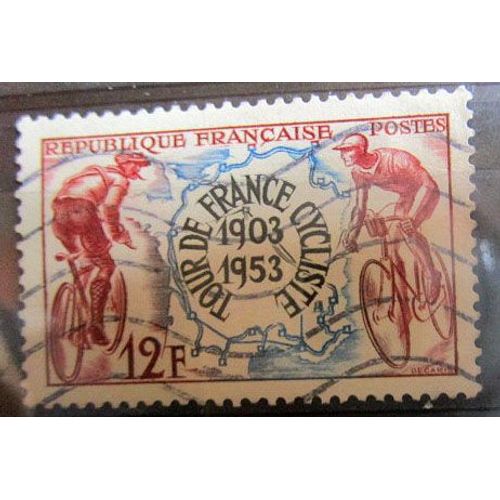 REPUBLIQUE FRANÇAISE POSTES
TOUR DE FRANCE CYCLISTE
1903
1953
12F
DECARIS